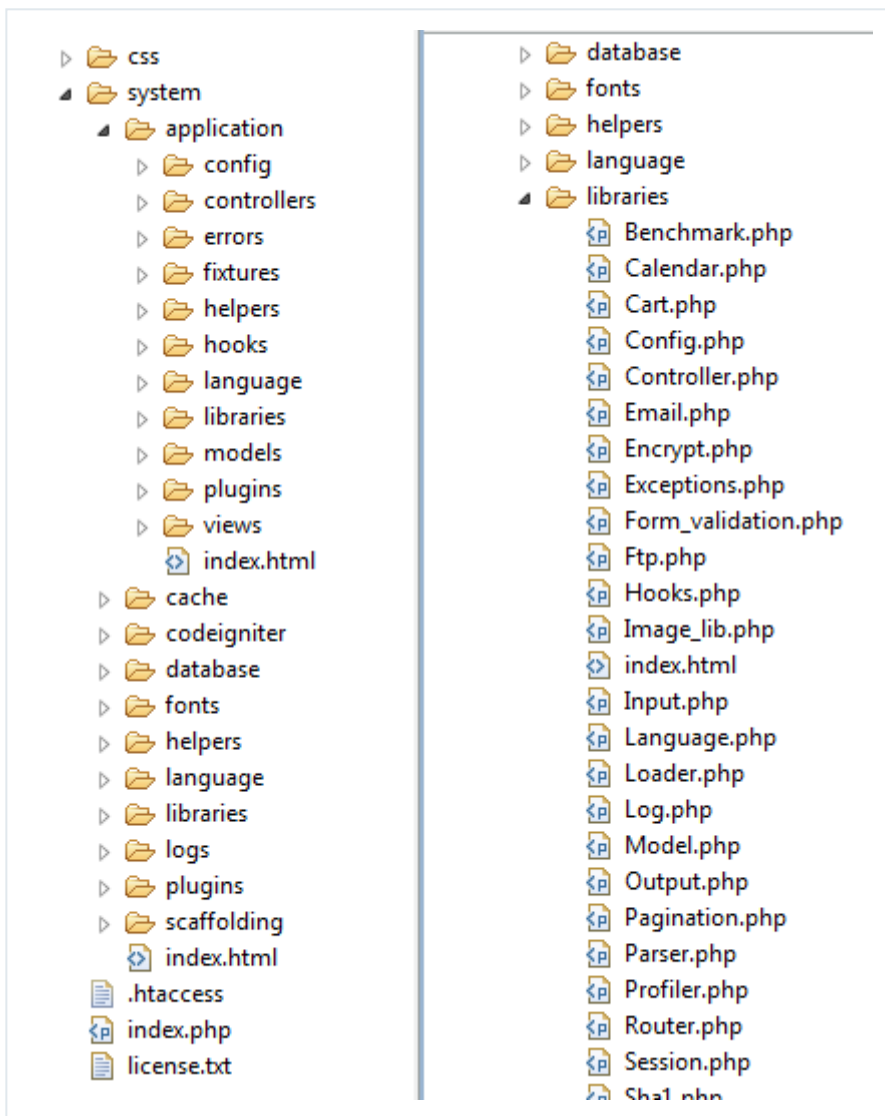 css
system
application
config
controllers
errors
fixtures
helpers
hooks
language
libraries
models
plugins
views
index.html
cache
codeigniter
database
fonts
helpers
language
libraries
logs
plugins
scaffolding
index.html
.htaccess
index.php
license.txt
database
fonts
helpers
language
libraries
Benchmark.php
Calendar.php
Cart.php
Config.php
Controller.php
Email.php
Encrypt.php
Exceptions.php
Form_validation.php
Ftp.php
Hooks.php
Image_lib.php
index.html
Input.php
Language.php
Loader.php
Log.php
Model.php
Output.php
Pagination.php
Parser.php
Profiler.php
Router.php
Session.php
Sha1.php